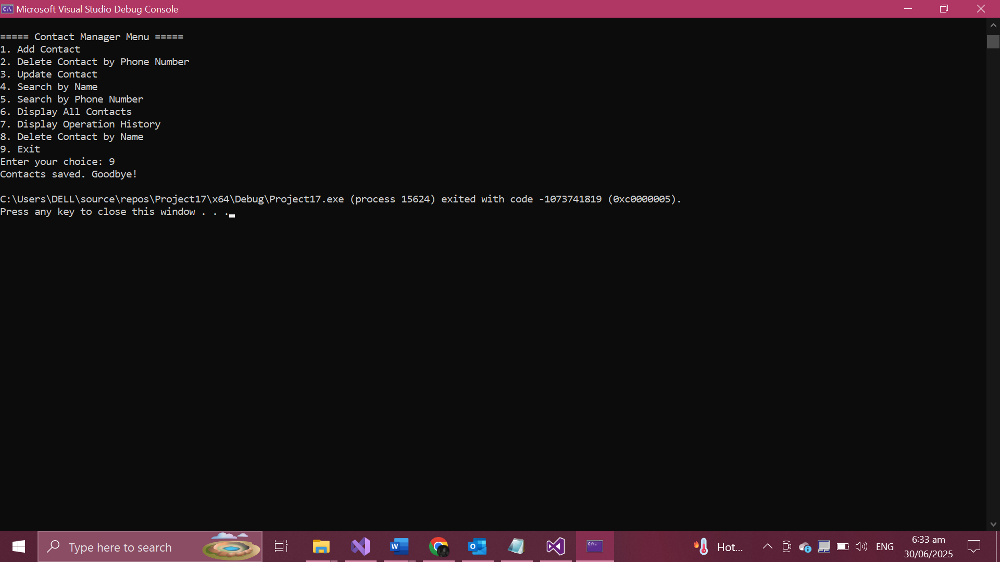 Microsoft Visual Studio Debug Console
===== Contact Manager Menu =====
1. Add Contact
2. Delete Contact by Phone Number
3. Update Contact
4. Search by Name
5. Search by Phone Number
6. Display All Contacts
7. Display Operation History
8. Delete Contact by Name
9. Exit
Enter your choice: 9
Contacts saved. Goodbye!
C:\Users\DELL\source\repos\Project17\x64\Debug\Project17.exe (process 15624) exited with code -1073741819 (0xc0000005).
Press any key to close this window . . .
Type here to search
Hot...
ENG
6:33 am
30/06/2025